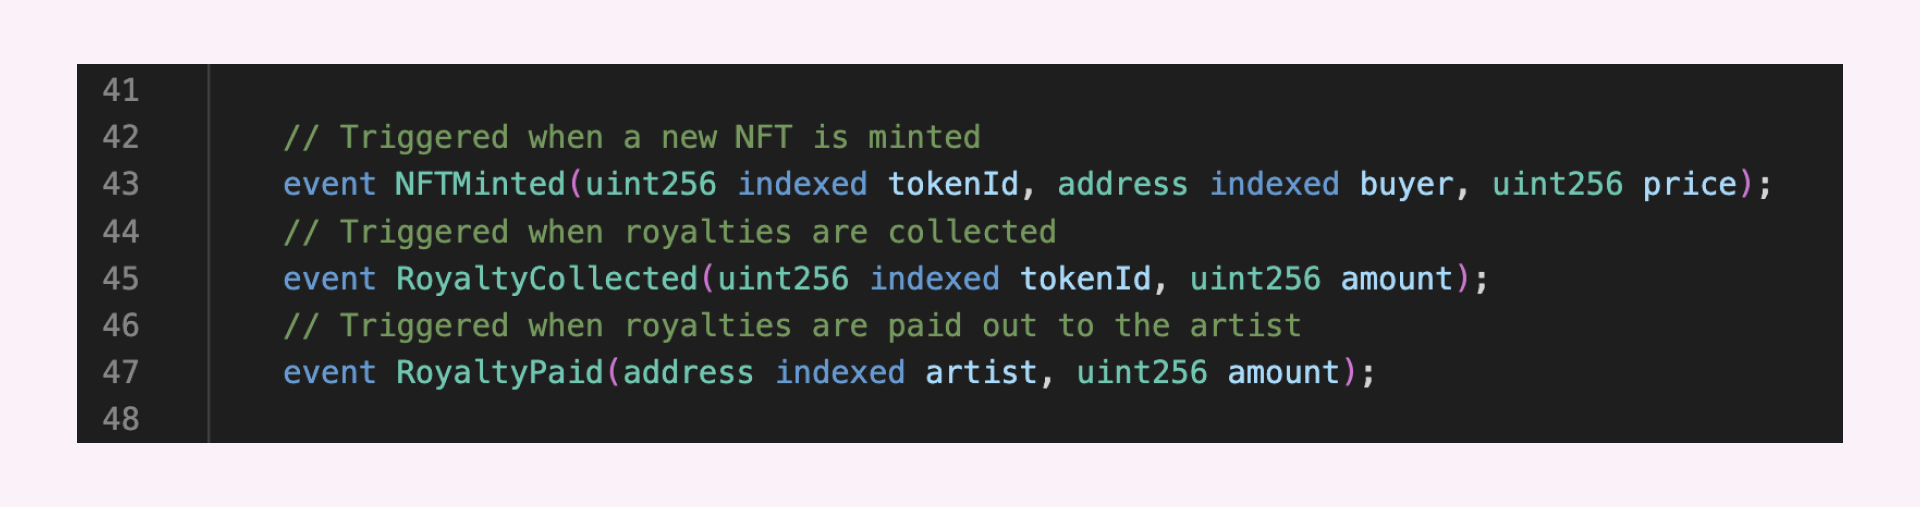 41
42 // Triggered when a new NFT is minted
43 event NFTMinted(uint256 indexed tokenId, address indexed buyer, uint256 price);
44 // Triggered when royalties are collected
45 event RoyaltyCollected(uint256 indexed tokenId, uint256 amount);
46 // Triggered when royalties are paid out to the artist
47 event RoyaltyPaid(address indexed artist, uint256 amount);
48